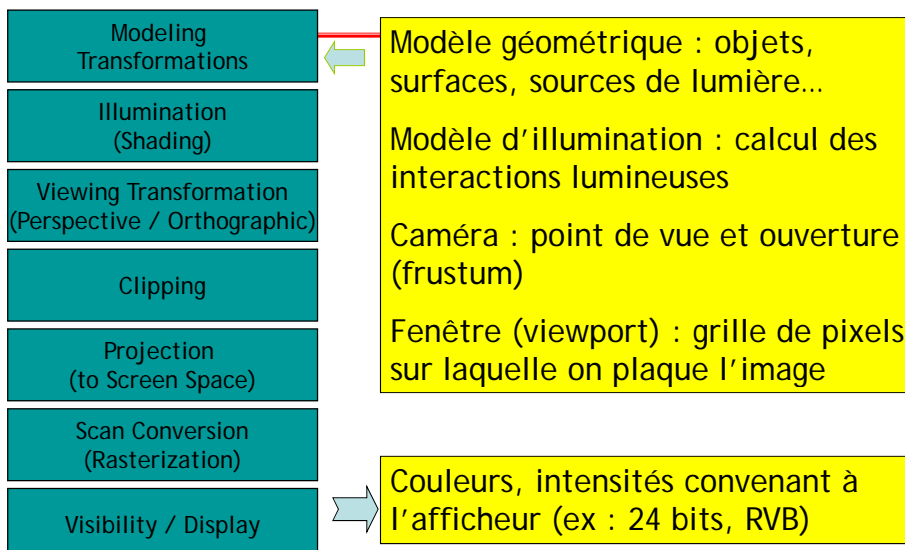 Modeling
Transformations
Illumination
(Shading)
Viewing Transformation
(Perspective / Orthographic)
Clipping
Projection
(to Screen Space)
Scan Conversion
(Rasterization)
Visibility / Display
Modèle géométrique : objets,
surfaces, sources de lumière…
Modèle d’illumination : calcul des
interactions lumineuses
Caméra : point de vue et ouverture
(frustum)
Fenêtre (viewport) : grille de pixels
sur laquelle on plaque l’image
Couleurs, intensités convenant à
l’afficheur (ex : 24 bits, RVB)